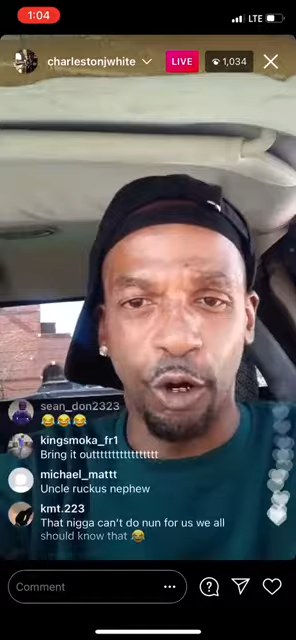 1:04
LTE
charlestonjwhite
LIVE
1,034
sean_don2323
😂😂😂
kingsmoka_fr1
Bring it outttttttttttttttttt
michael_mattt
Uncle ruckus nephew
kmt.223
That nigga can't do nun for us we all
should know that 😂
Comment